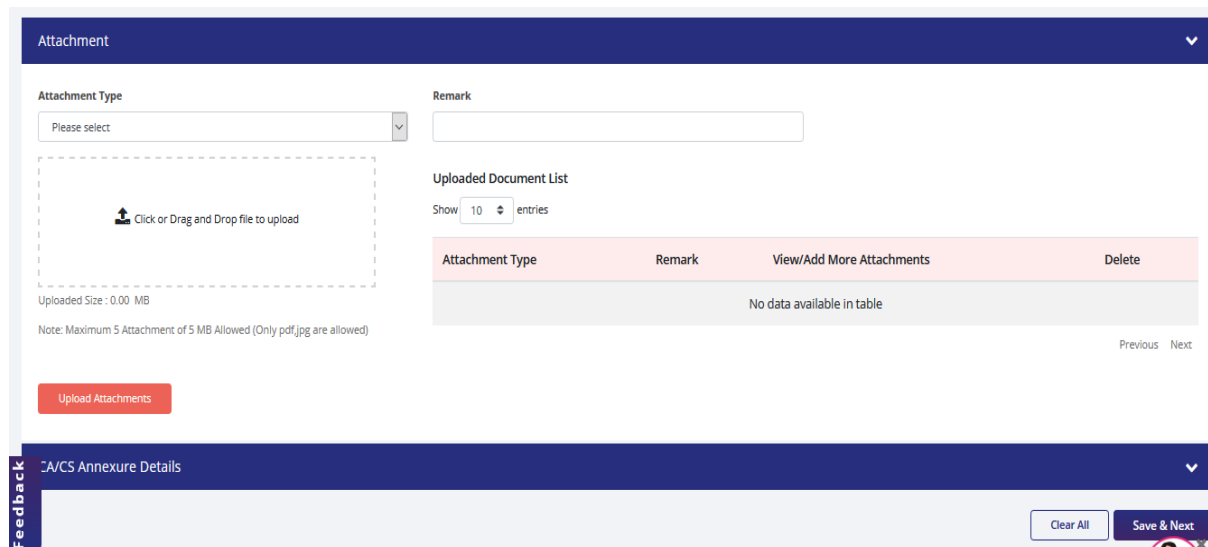 Attachment
Attachment Type
Please select
Remark
Click or Drag and Drop file to upload
Uploaded Size : 0.00 MB
Note: Maximum 5 Attachment of 5 MB Allowed (Only pdf,jpg are allowed)
Uploaded Document List
Show 10 entries
Attachment Type Remark View/Add More Attachments Delete
No data available in table
Previous Next
Upload Attachments
CA/CS Annexure Details
Feedback
Clear All Save & Next